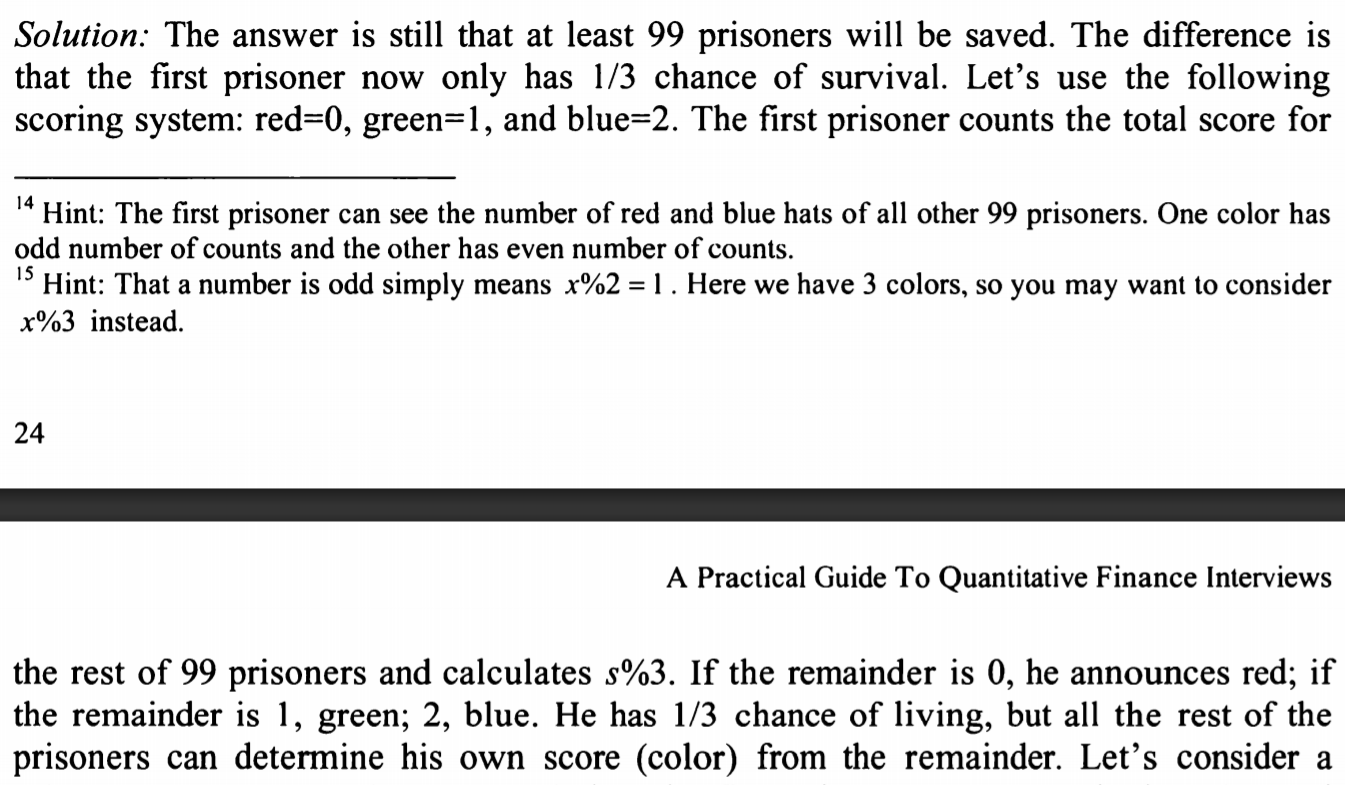 Solution: The answer is still that at least 99 prisoners will be saved. The difference is
that the first prisoner now only has 1/3 chance of survival. Let’s use the following
scoring system: red=0, green=1, and blue=2. The first prisoner counts the total score for
14 Hint: The first prisoner can see the number of red and blue hats of all other 99 prisoners. One color has
odd number of counts and the other has even number of counts.
15 Hint: That a number is odd simply means x%2 = 1 . Here we have 3 colors, so you may want to consider
x%3 instead.
24
A Practical Guide To Quantitative Finance Interviews
the rest of 99 prisoners and calculates s%3. If the remainder is 0, he announces red; if
the remainder is 1, green; 2, blue. He has 1/3 chance of living, but all the rest of the
prisoners can determine his own score (color) from the remainder. Let’s consider a